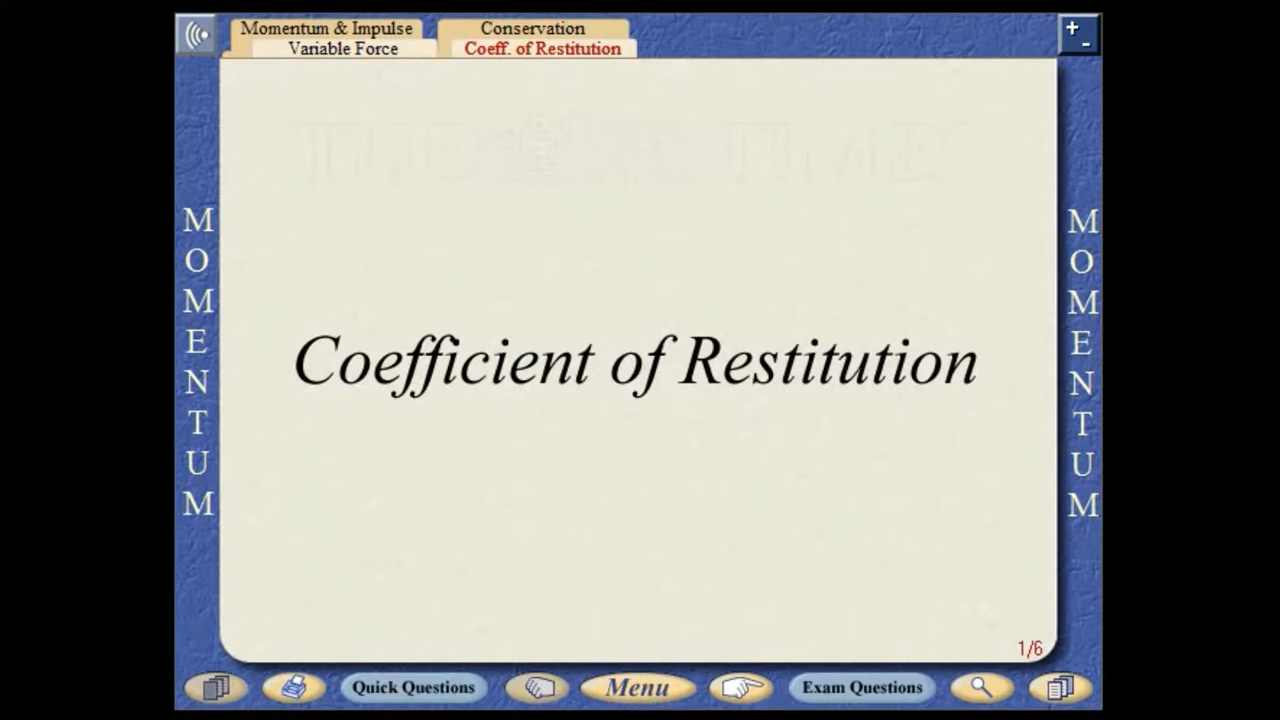 Momentum & Impulse
Conservation
Variable Force
Coeff. of Restitution
+
-
M
O
M
E
N
T
U
M
Coefficient of Restitution
M
O
M
E
N
T
U
M
1/6
Quick Questions
Menu
Exam Questions